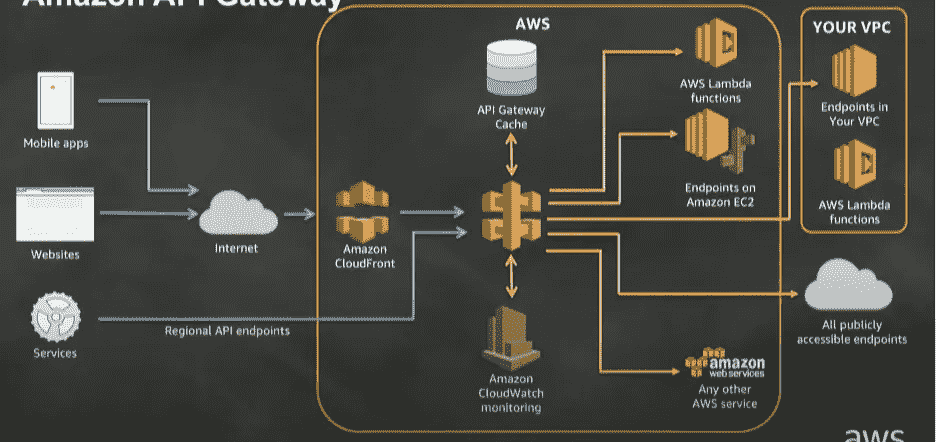 Amazon API Gateway
AWS
YOUR VPC
API Gateway
Cache
AWS Lambda
functions
Endpoints in
Your VPC
Mobile apps
Endpoints on
Amazon EC2
AWS Lambda
functions
Websites
Internet
Amazon
CloudFront
Services
Regional API endpoints
All publicly
accessible endpoints
Amazon
CloudWatch
monitoring
amazon
webservices
Any other
AWS service
aws